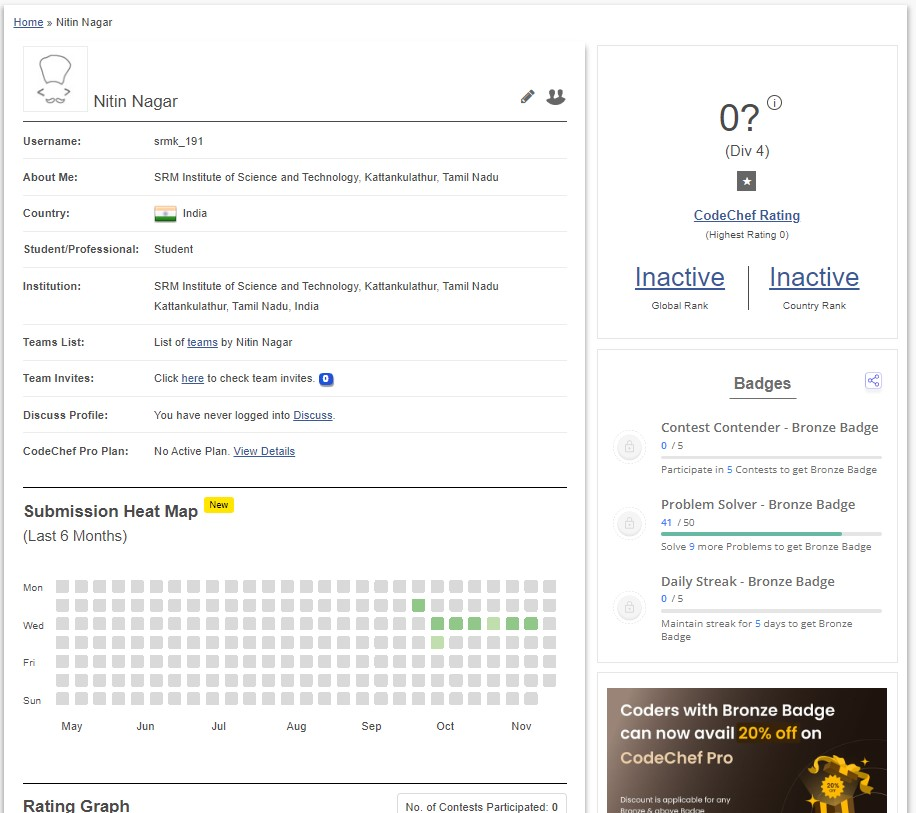 Home » Nitin Nagar
Nitin Nagar
Username: srmk_191
About Me: SRM Institute of Science and Technology, Kattankulathur, Tamil Nadu
Country: India
Student/Professional: Student
Institution: SRM Institute of Science and Technology, Kattankulathur, Tamil Nadu
Kattankulathur, Tamil Nadu, India
Teams List: List of teams by Nitin Nagar
Team Invites: Click here to check team invites. 0
Discuss Profile: You have never logged into Discuss.
CodeChef Pro Plan: No Active Plan. View Details
Submission Heat Map New
(Last 6 Months)
Mon
Wed
Fri
Sun
May Jun Jul Aug Sep Oct Nov
Rating Graph
No. of Contests Participated: 0
0? i
(Div 4)
★
CodeChef Rating
(Highest Rating 0)
Inactive Inactive
Global Rank Country Rank
Badges
Contest Contender - Bronze Badge
0 / 5
Participate in 5 Contests to get Bronze Badge
Problem Solver - Bronze Badge
41 / 50
Solve 9 more Problems to get Bronze Badge
Daily Streak - Bronze Badge
0 / 5
Maintain streak for 5 days to get Bronze
Badge
Coders with Bronze Badge
can now avail 20% off on
CodeChef Pro
Discount is applicable for any
Bronze & above Badge
20%
OFF